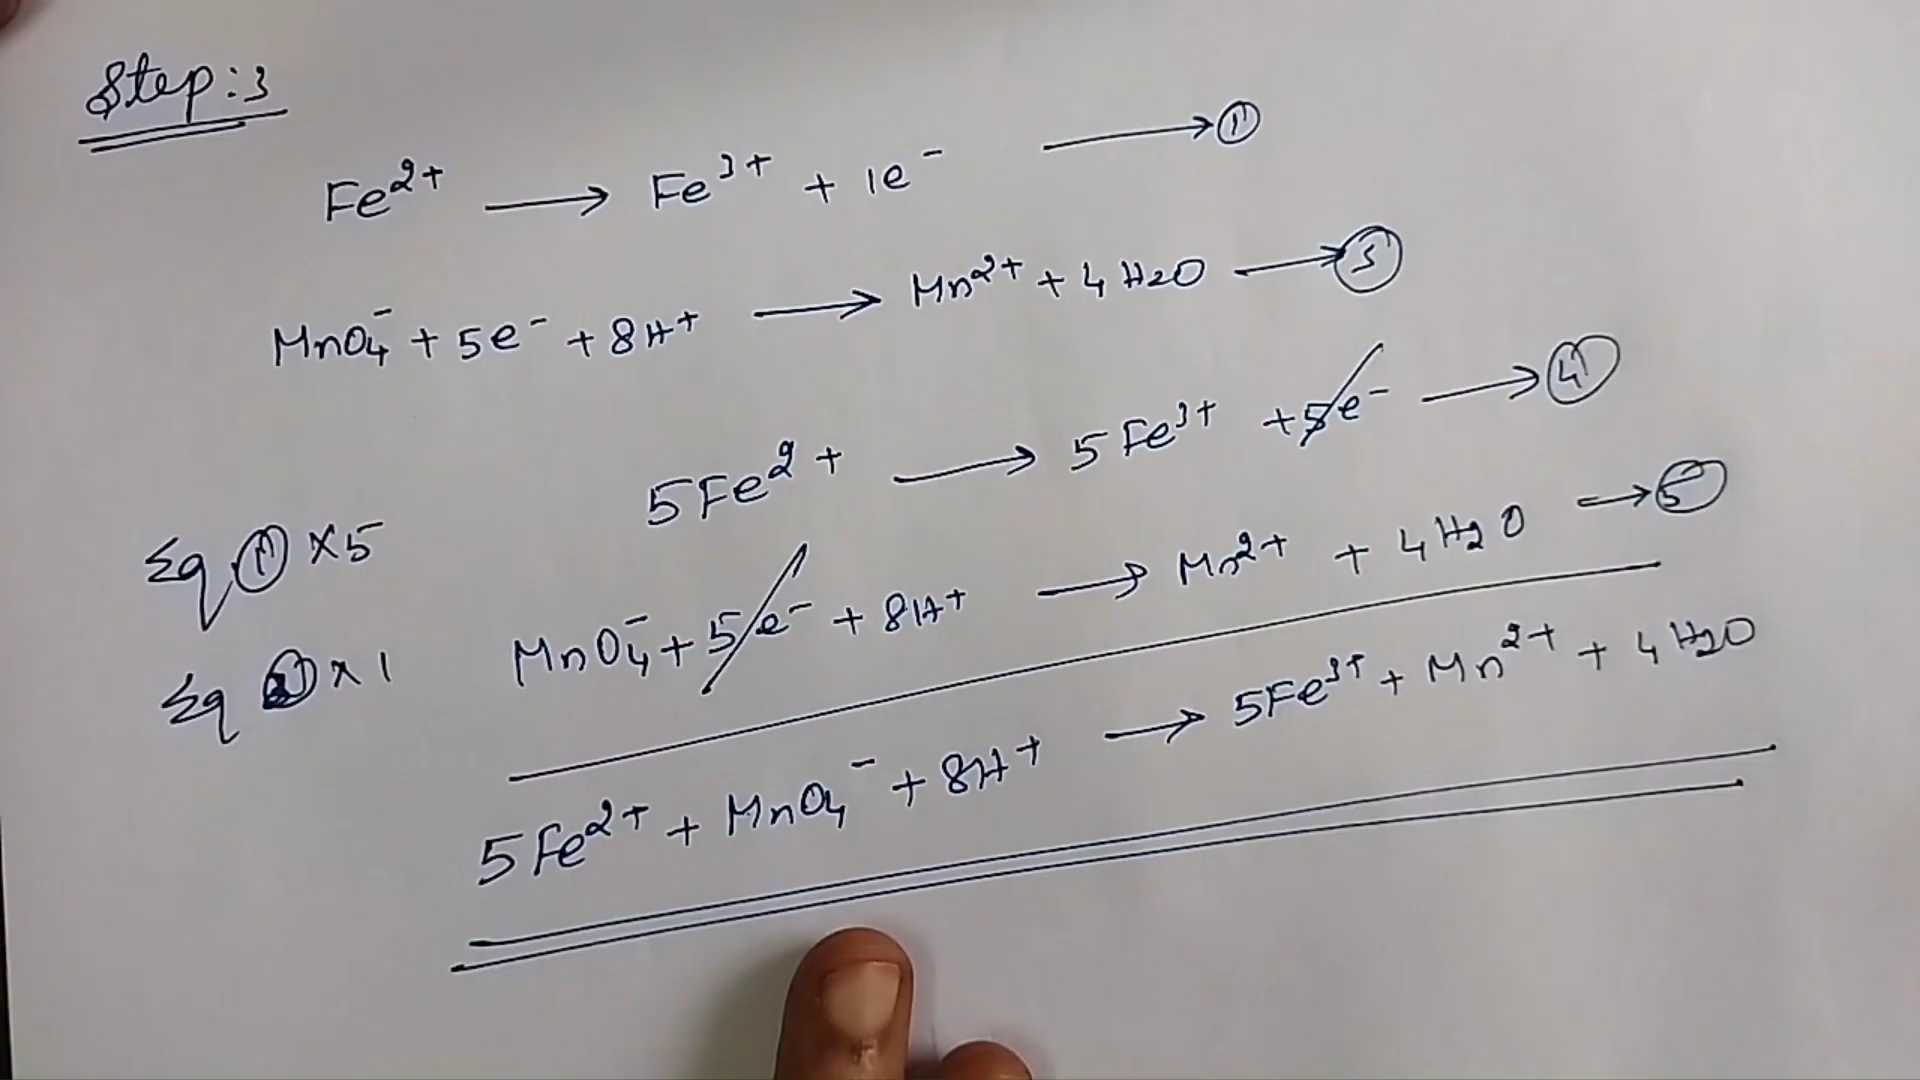 Step:3
Fe²⁺ ⟶ Fe³⁺ + 1e⁻ ⟶ ①
MnO₄⁻ + 5e⁻ + 8H⁺ ⟶ Mn²⁺ + 4H₂O ⟶ ③
5Fe²⁺ ⟶ 5Fe³⁺ + 5e⁻ ⟶ ④
Eq ① ×5
MnO₄⁻ + 5e⁻ + 8H⁺ ⟶ Mn²⁺ + 4H₂O ⟶ ⑤
Eq ×1
5Fe²⁺ + MnO₄⁻ + 8H⁺ ⟶ 5Fe³⁺ + Mn²⁺ + 4H₂O